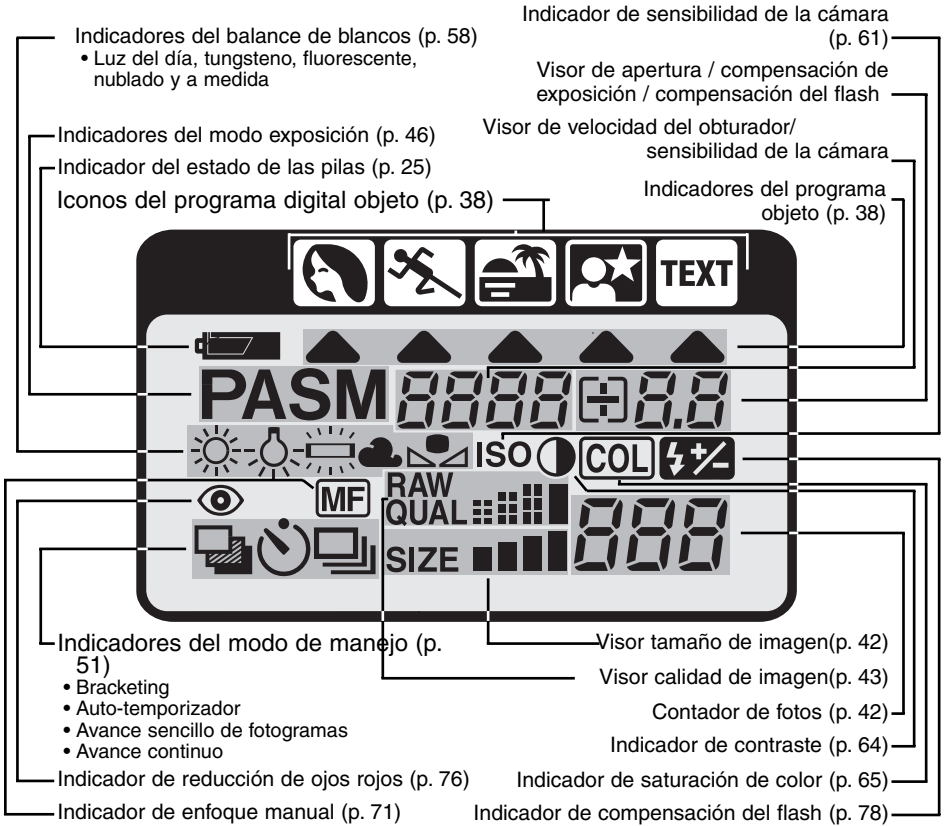 Indicador de sensibilidad de la cámara
(p. 61)
Indicadores del balance de blancos (p. 58)
• Luz del día, tungsteno, fluorescente,
nublado y a medida
Visor de apertura / compensación de
exposición / compensación del flash
Indicadores del modo exposición (p. 46)
Visor de velocidad del obturador/
sensibilidad de la cámara
Indicador del estado de las pilas (p. 25)
Iconos del programa digital objeto (p. 38)
Indicadores del programa
objeto (p. 38)
TEXT
PASM 8888 8.8
ISO COL
MF
RAW
QUAL
888
SIZE
Indicadores del modo de manejo (p.
51)
• Bracketing
• Auto-temporizador
• Avance sencillo de fotogramas
• Avance continuo
Indicador de reducción de ojos rojos (p. 76)
Indicador de enfoque manual (p. 71)
Visor tamaño de imagen(p. 42)
Visor calidad de imagen(p. 43)
Contador de fotos (p. 42)
Indicador de contraste (p. 64)
Indicador de saturación de color (p. 65)
Indicador de compensación del flash (p. 78)